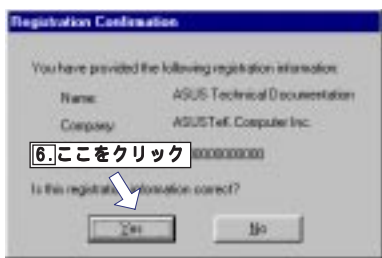 Registration Confirmation
You have provided the following registration information:
Name: ASUS Technical Documentation
Company: ASUSTeK Computer Inc.
6.ここをクリック
Is this registration information correct?
Yes No